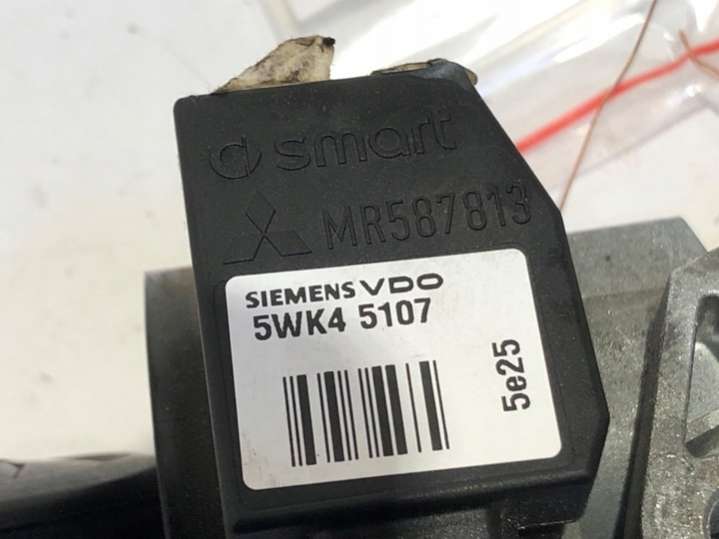 smart
MR587813
SIEMENS VDO
5WK4 5107
5e25